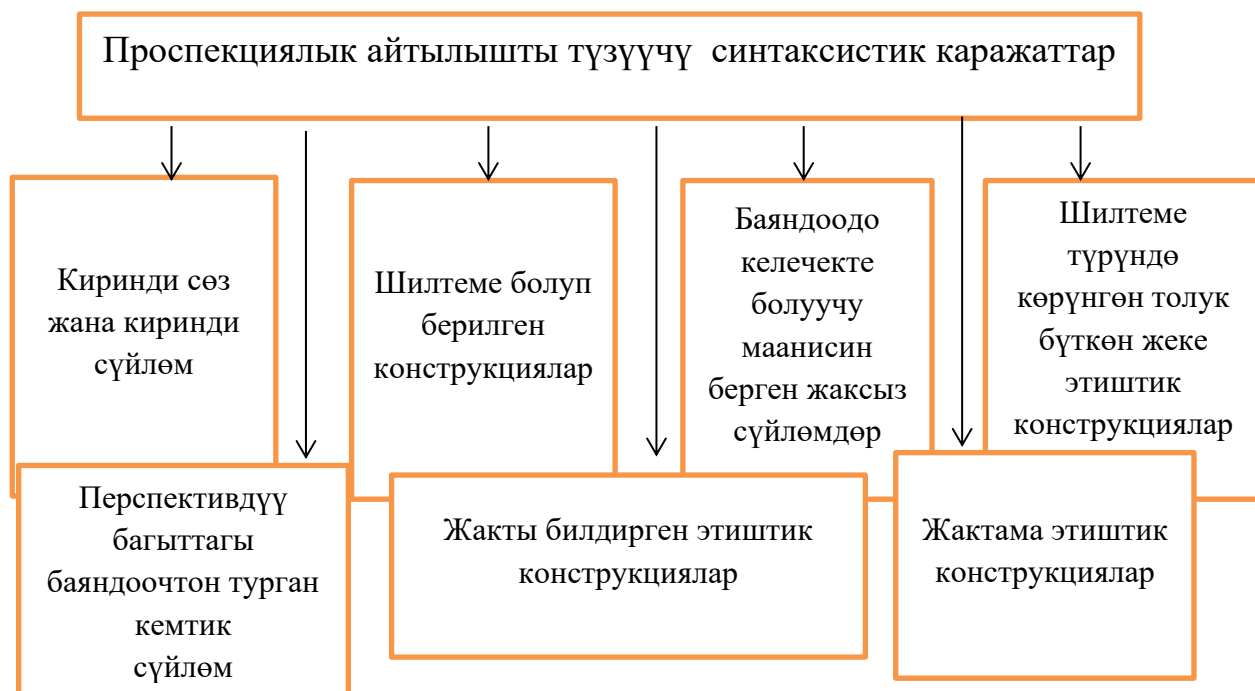 Проспекциялык айтылышты түзүүчү синтаксистик каражаттар
Киринди сөз
жана киринди
сүйлөм
Шилтеме болуп
берилген
конструкциялар
Баяндоодо
келечекте
болуучу
маанисин
берген жаксыз
сүйлөмдөр
Шилтеме
түрүндө
көрүнгөн толук
бүткөн жеке
этиштик
конструкциялар
Перспективдүү
багыттагы
баяндоочтон турган
кемтик
сүйлөм
Жакты билдирген этиштик
конструкциялар
Жактама этиштик
конструкциялар